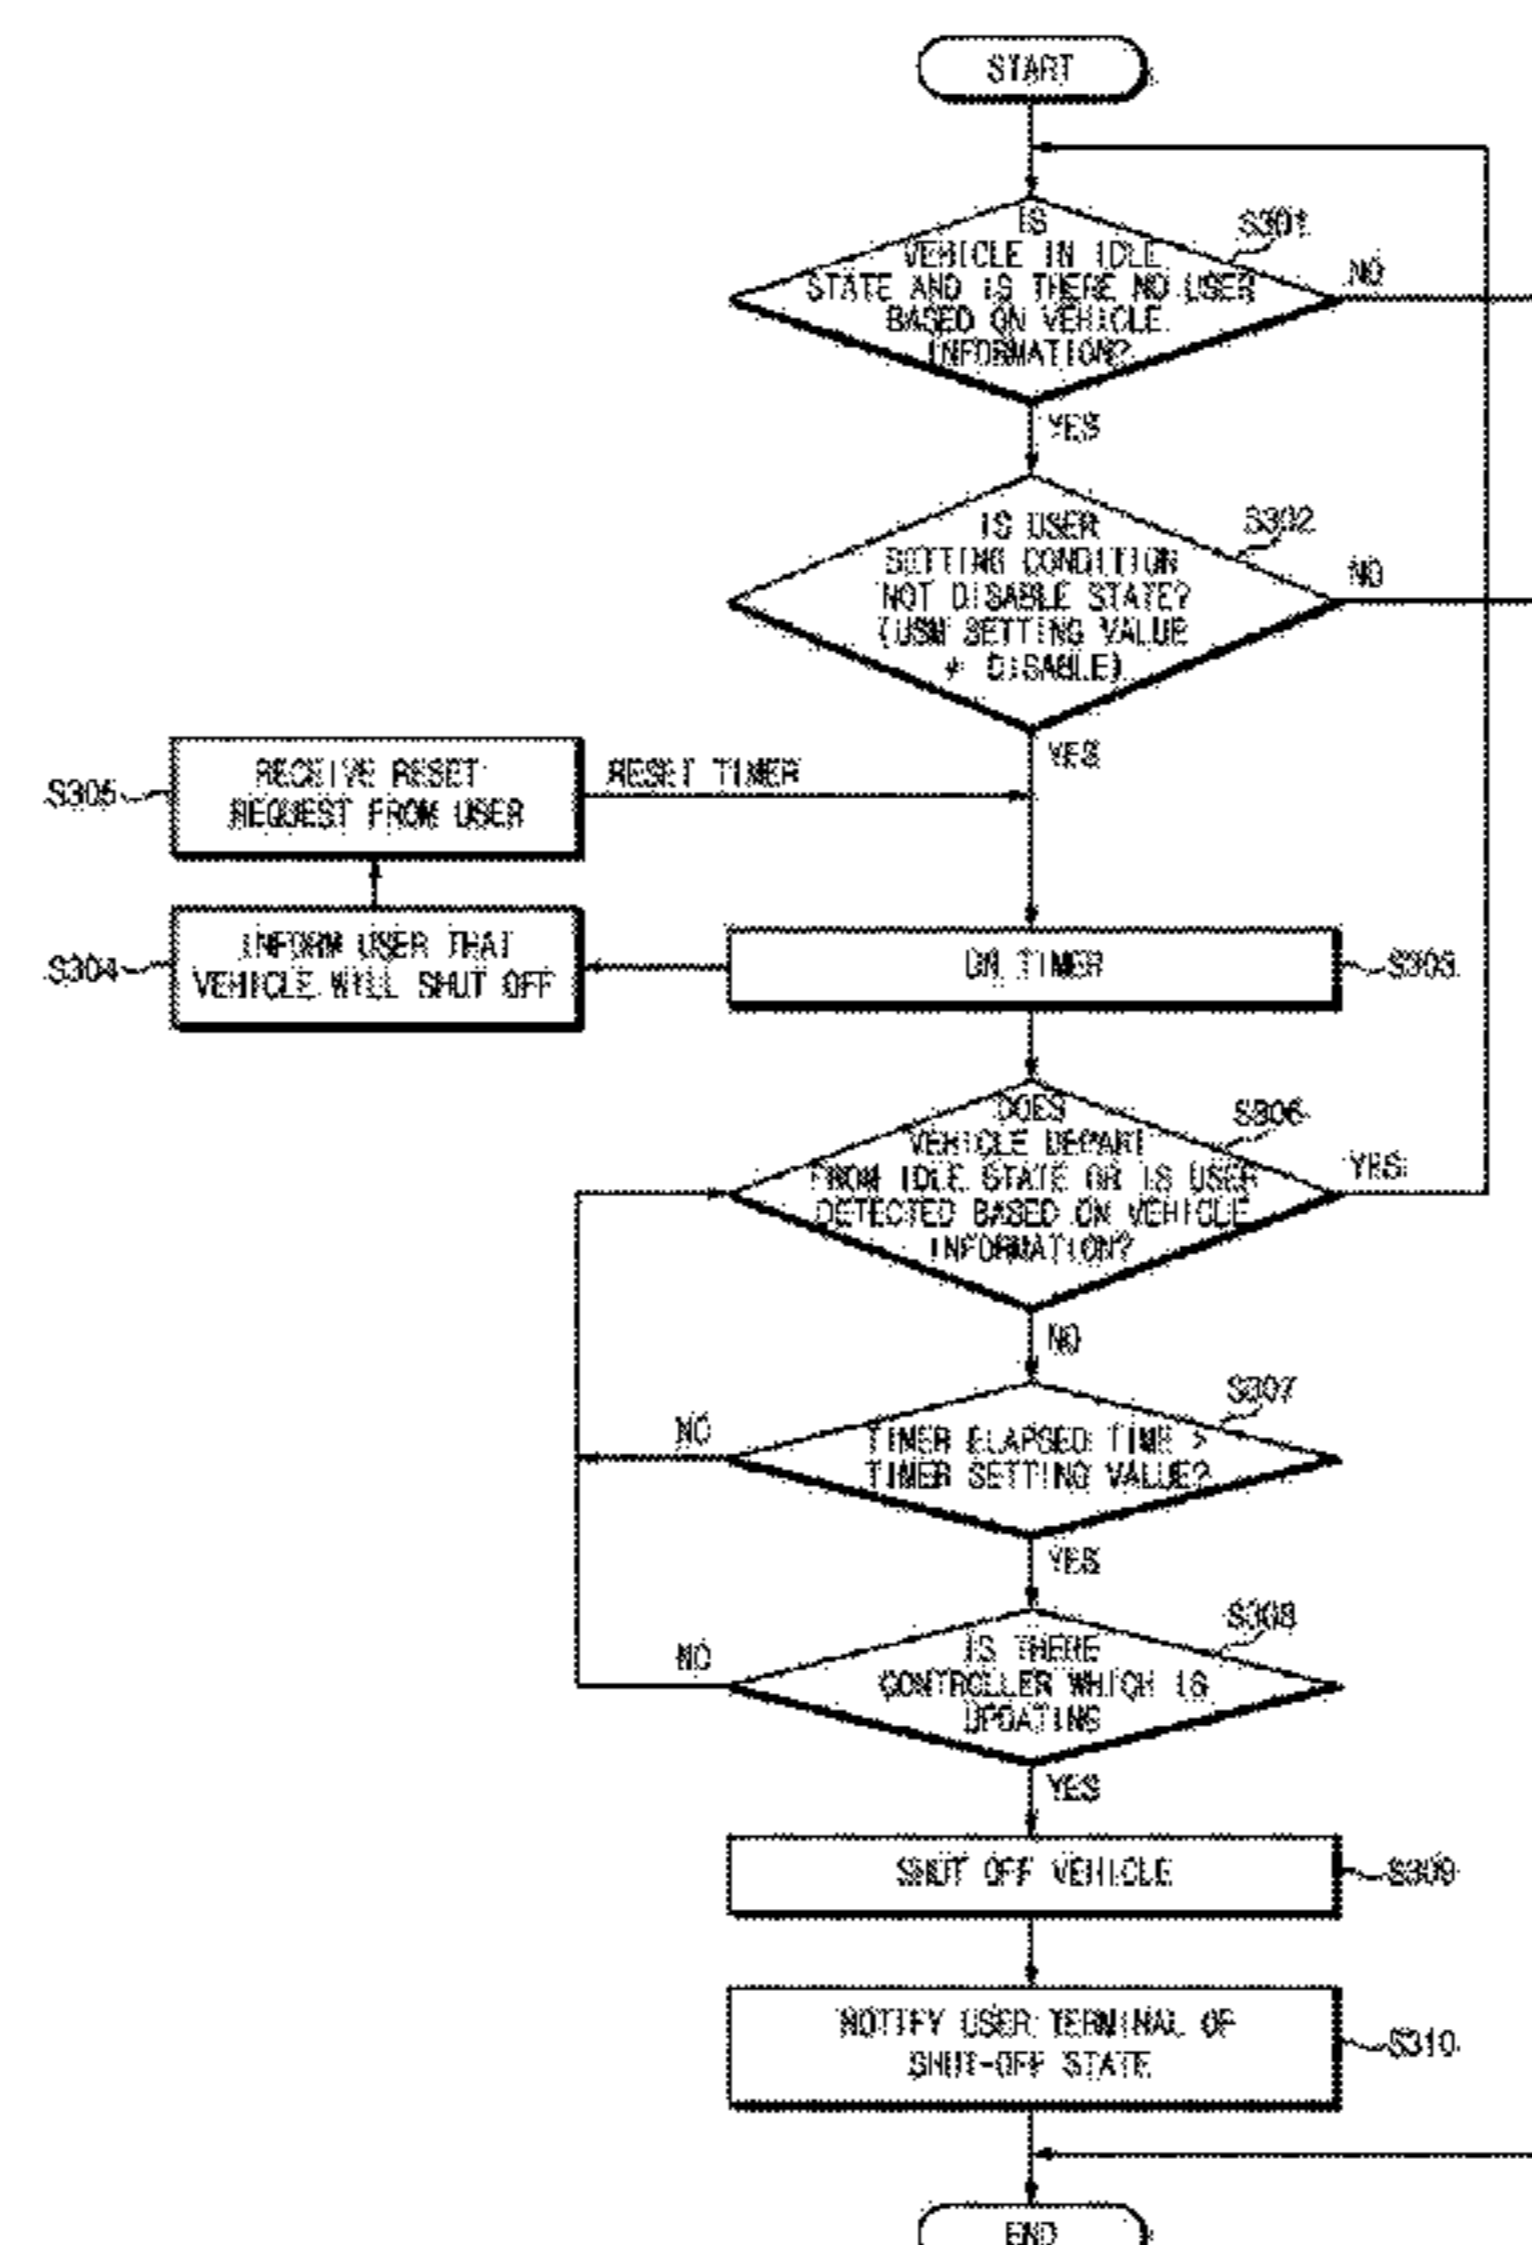 START
S301
IS
VEHICLE IN IDLE
STATE AND IS THERE NO USER
BASED ON VEHICLE
INFORMATION?
NO
YES
S302
IS USER
SETTING CONDITION
NOT DISABLE STATE?
(USM SETTING VALUE
≠ DISABLE)
NO
YES
S305
RECEIVE RESET
REQUEST FROM USER
RESET TIMER
S304
INFORM USER THAT
VEHICLE WILL SHUT OFF
ON TIMER
S303
S306
DOES
VEHICLE DEPART
FROM IDLE STATE OR IS USER
DETECTED BASED ON VEHICLE
INFORMATION?
YES
NO
S307
NO
TIMER ELAPSED TIME >
TIMER SETTING VALUE?
YES
S308
NO
IS THERE
CONTROLLER WHICH IS
UPDATING
YES
SHUT OFF VEHICLE
S309
NOTIFY USER TERMINAL OF
SHUT-OFF STATE
S310
END